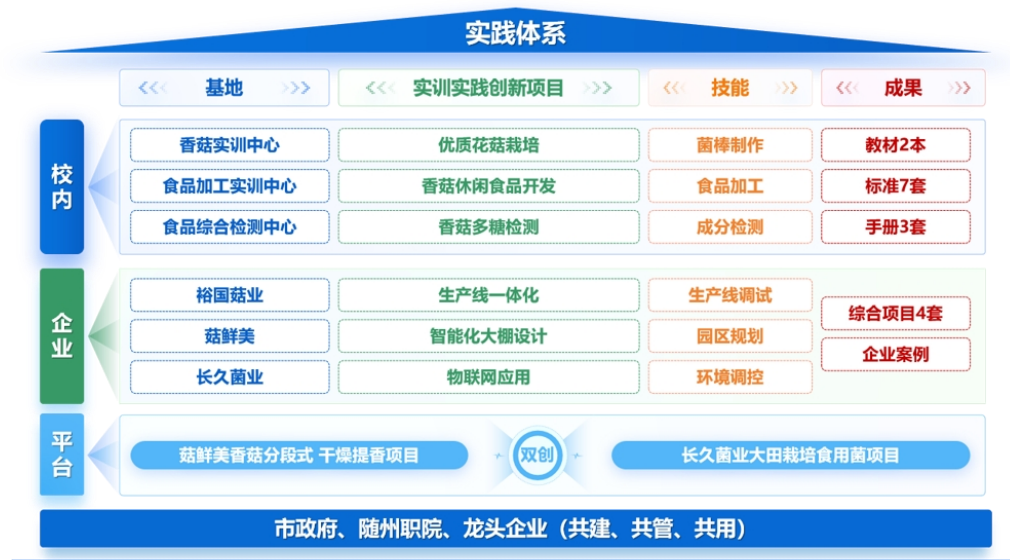 实践体系
基地
实训实践创新项目
技能
成果
校内
香菇实训中心
优质花菇栽培
菌棒制作
教材2本
食品加工实训中心
香菇休闲食品开发
食品加工
标准7套
食品综合检测中心
香菇多糖检测
成分检测
手册3套
企业
裕国菇业
生产线一体化
生产线调试
综合项目4套
菇鲜美
智能化大棚设计
园区规划
企业案例
长久菌业
物联网应用
环境调控
平台
菇鲜美香菇分段式 干燥提香项目
双创
长久菌业大田栽培食用菌项目
市政府、随州职院、龙头企业（共建、共管、共用）